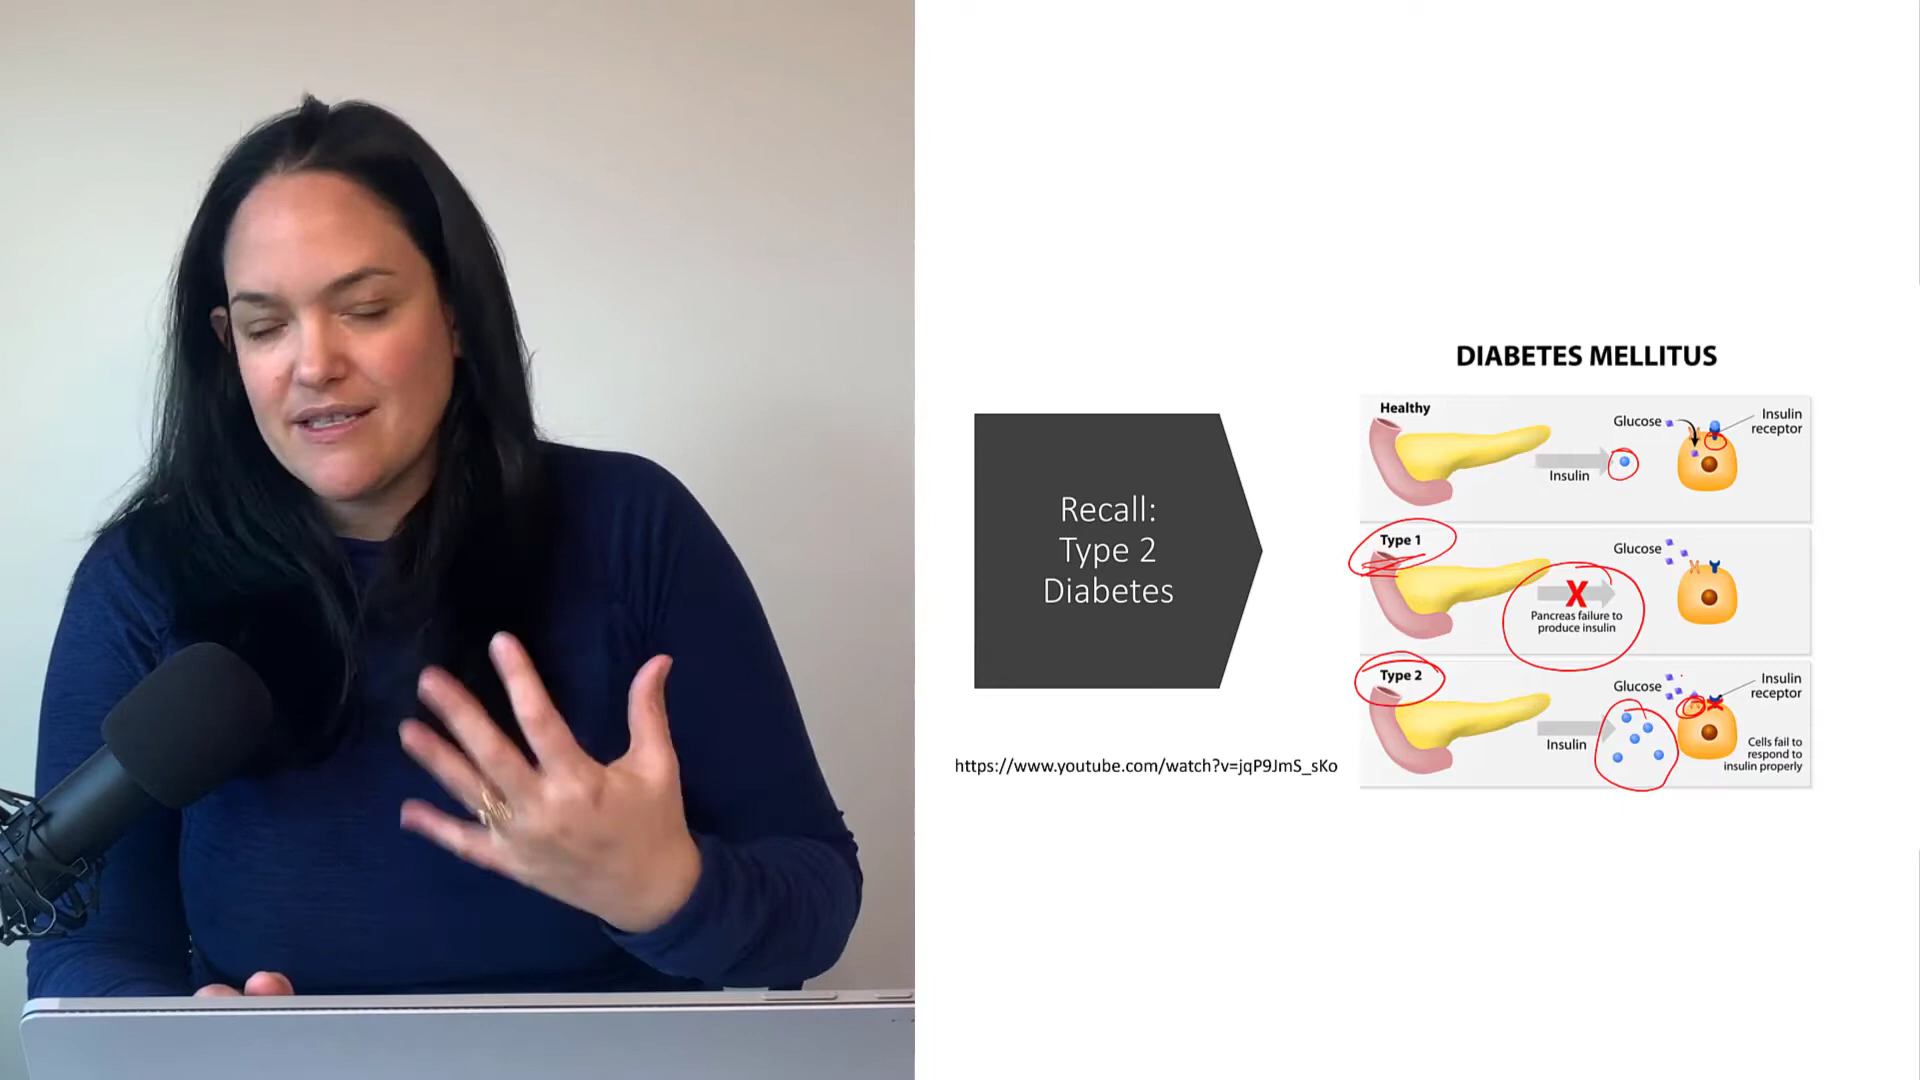 Recall:
Type 2
Diabetes
https://www.youtube.com/watch?v=jqP9JmS_sKo
DIABETES MELLITUS
Healthy
Glucose
Insulin
receptor
Insulin
Type 1
Glucose
X
Pancreas failure to
produce insulin
Type 2
Glucose
Insulin
receptor
Insulin
Cells fail to
respond to
insulin properly